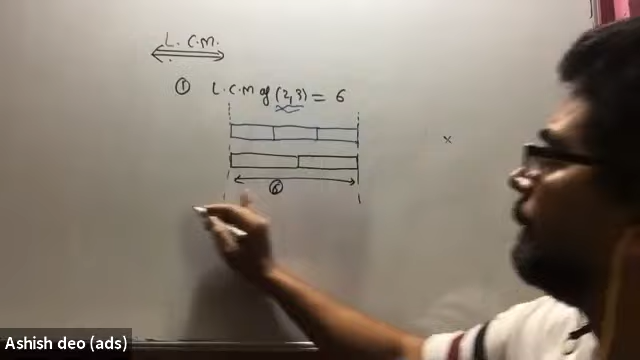 L.C.M.
① L.C.M of (2,3) = 6
x
⑥
Ashish deo (ads)